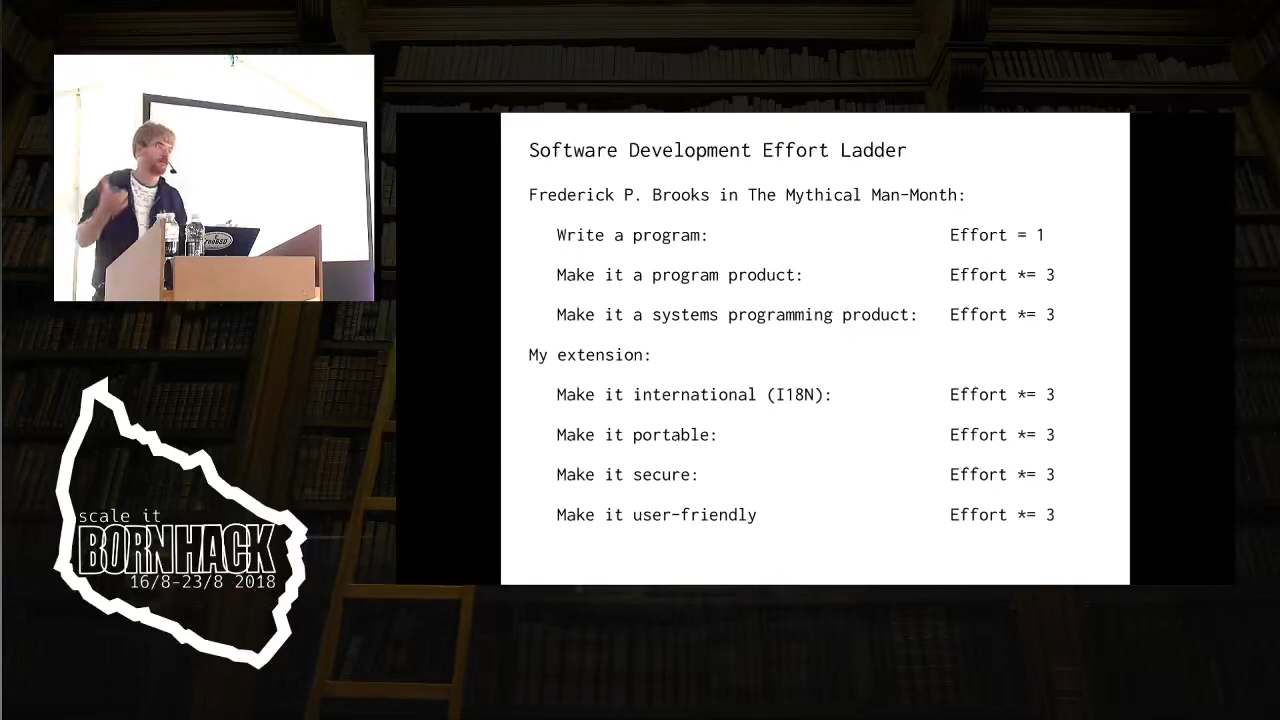 Software Development Effort Ladder
Frederick P. Brooks in The Mythical Man-Month:
Write a program: Effort = 1
Make it a program product: Effort *= 3
Make it a systems programming product: Effort *= 3
My extension:
Make it international (I18N): Effort *= 3
Make it portable: Effort *= 3
Make it secure: Effort *= 3
Make it user-friendly Effort *= 3
scale it
BORNHACK
16/8-23/8 2018